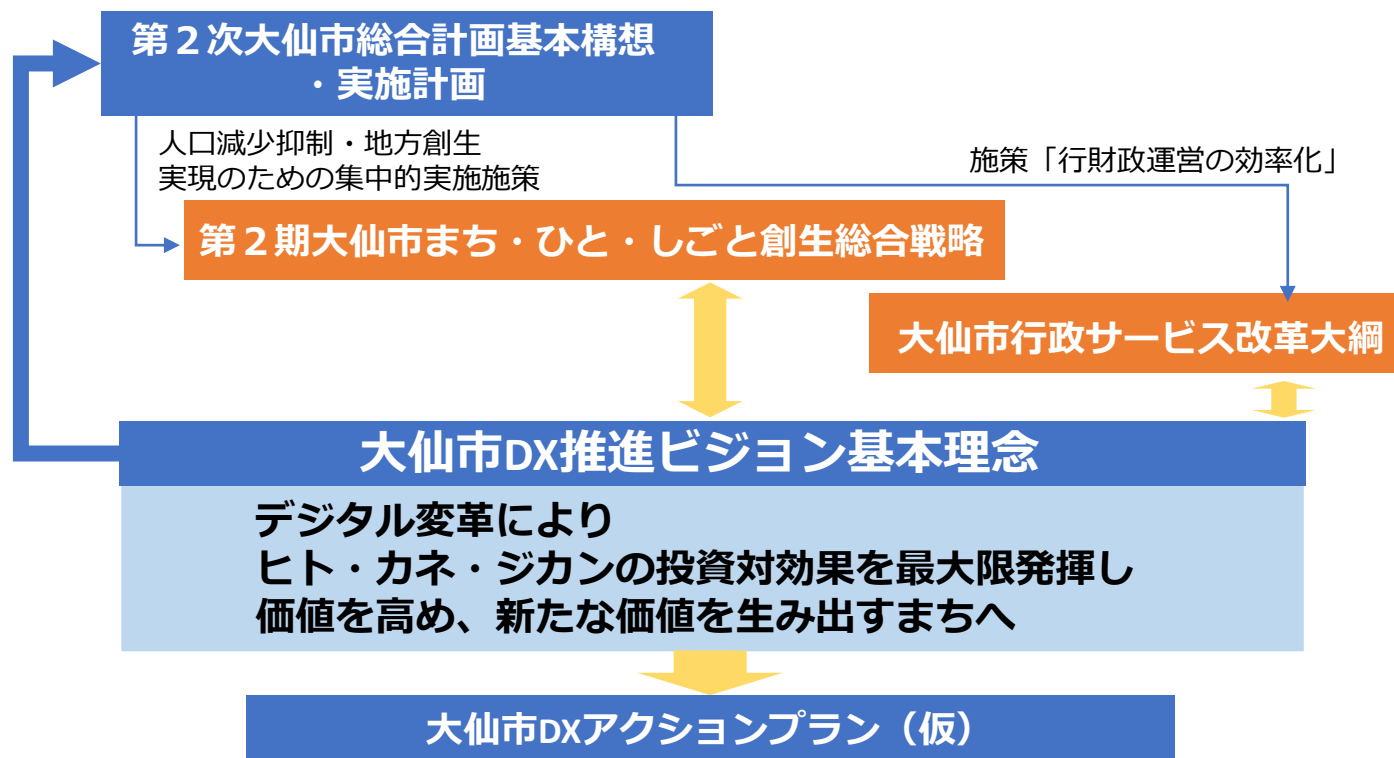 第２次大仙市総合計画基本構想
・実施計画
人口減少抑制・地方創生
実現のための集中的実施施策
施策「行財政運営の効率化」
第２期大仙市まち・ひと・しごと創生総合戦略
大仙市行政サービス改革大綱
大仙市DX推進ビジョン基本理念
デジタル変革により
ヒト・カネ・ジカンの投資対効果を最大限発揮し
価値を高め、新たな価値を生み出すまちへ
大仙市DXアクションプラン（仮）